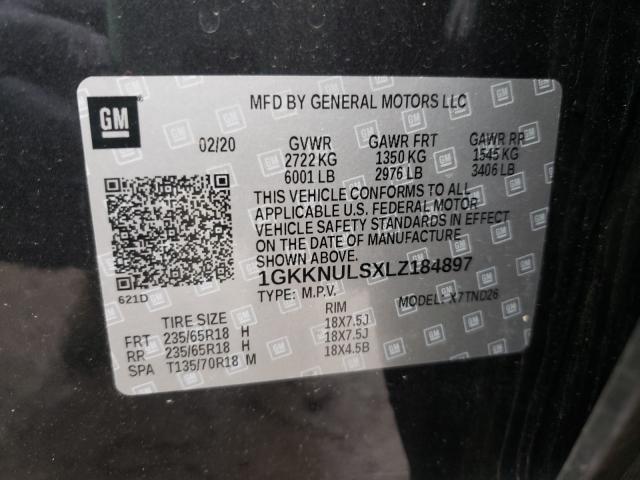 GM
MFD BY GENERAL MOTORS LLC
02/20 GVWR GAWR FRT GAWR RR
2722 KG 1350 KG 1545 KG
6001 LB 2976 LB 3406 LB
THIS VEHICLE CONFORMS TO ALL
APPLICABLE U.S. FEDERAL MOTOR
VEHICLE SAFETY STANDARDS IN EFFECT
ON THE DATE OF MANUFACTURE
SHOWN ABOVE.
621D
1GKKNULSXLZ184897
TYPE: M.P.V. MODEL: X7TND26
TIRE SIZE RIM
FRT 235/65R18 H 18X7.5J
RR 235/65R18 H 18X7.5J
SPA T135/70R18 M 18X4.5B